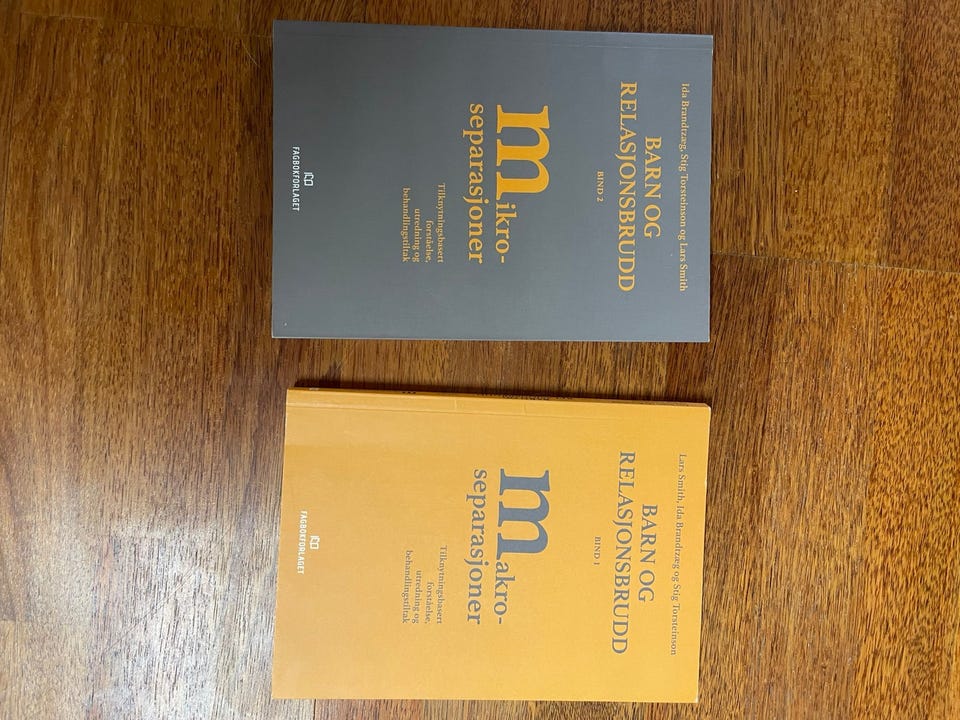 Ida Brandtzæg, Stig Torsteinson og Lars Smith
BARN OG
RELASJONSBRUDD
BIND 2
Mikro-
separasjoner
Tilknytningsbasert
forståelse,
utredning og
behandlingstiltak
FAGBOKFORLAGET
Lars Smith, Ida Brandtzæg og Stig Torsteinson
BARN OG
RELASJONSBRUDD
BIND 1
Makro-
separasjoner
Tilknytningsbasert
forståelse,
utredning og
behandlingstiltak
FAGBOKFORLAGET